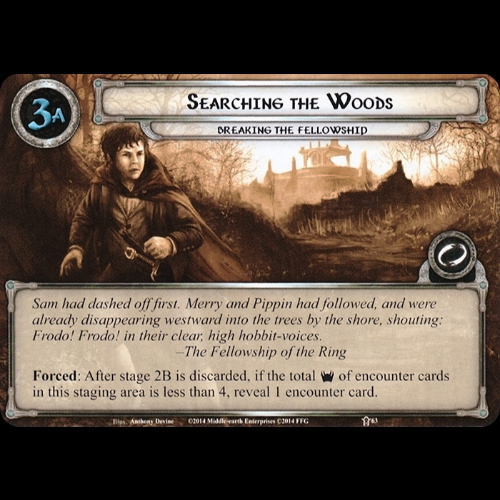 3A
SEARCHING THE WOODS
BREAKING THE FELLOWSHIP
Sam had dashed off first. Merry and Pippin had followed, and were
already disappearing westward into the trees by the shore, shouting:
Frodo! Frodo! in their clear, high hobbit-voices.
–The Fellowship of the Ring
Forced: After stage 2B is discarded, if the total of encounter cards
in this staging area is less than 4, reveal 1 encounter card.
Illus. Anthony Devine ©2014 Middle-earth Enterprises ©2014 FFG 63